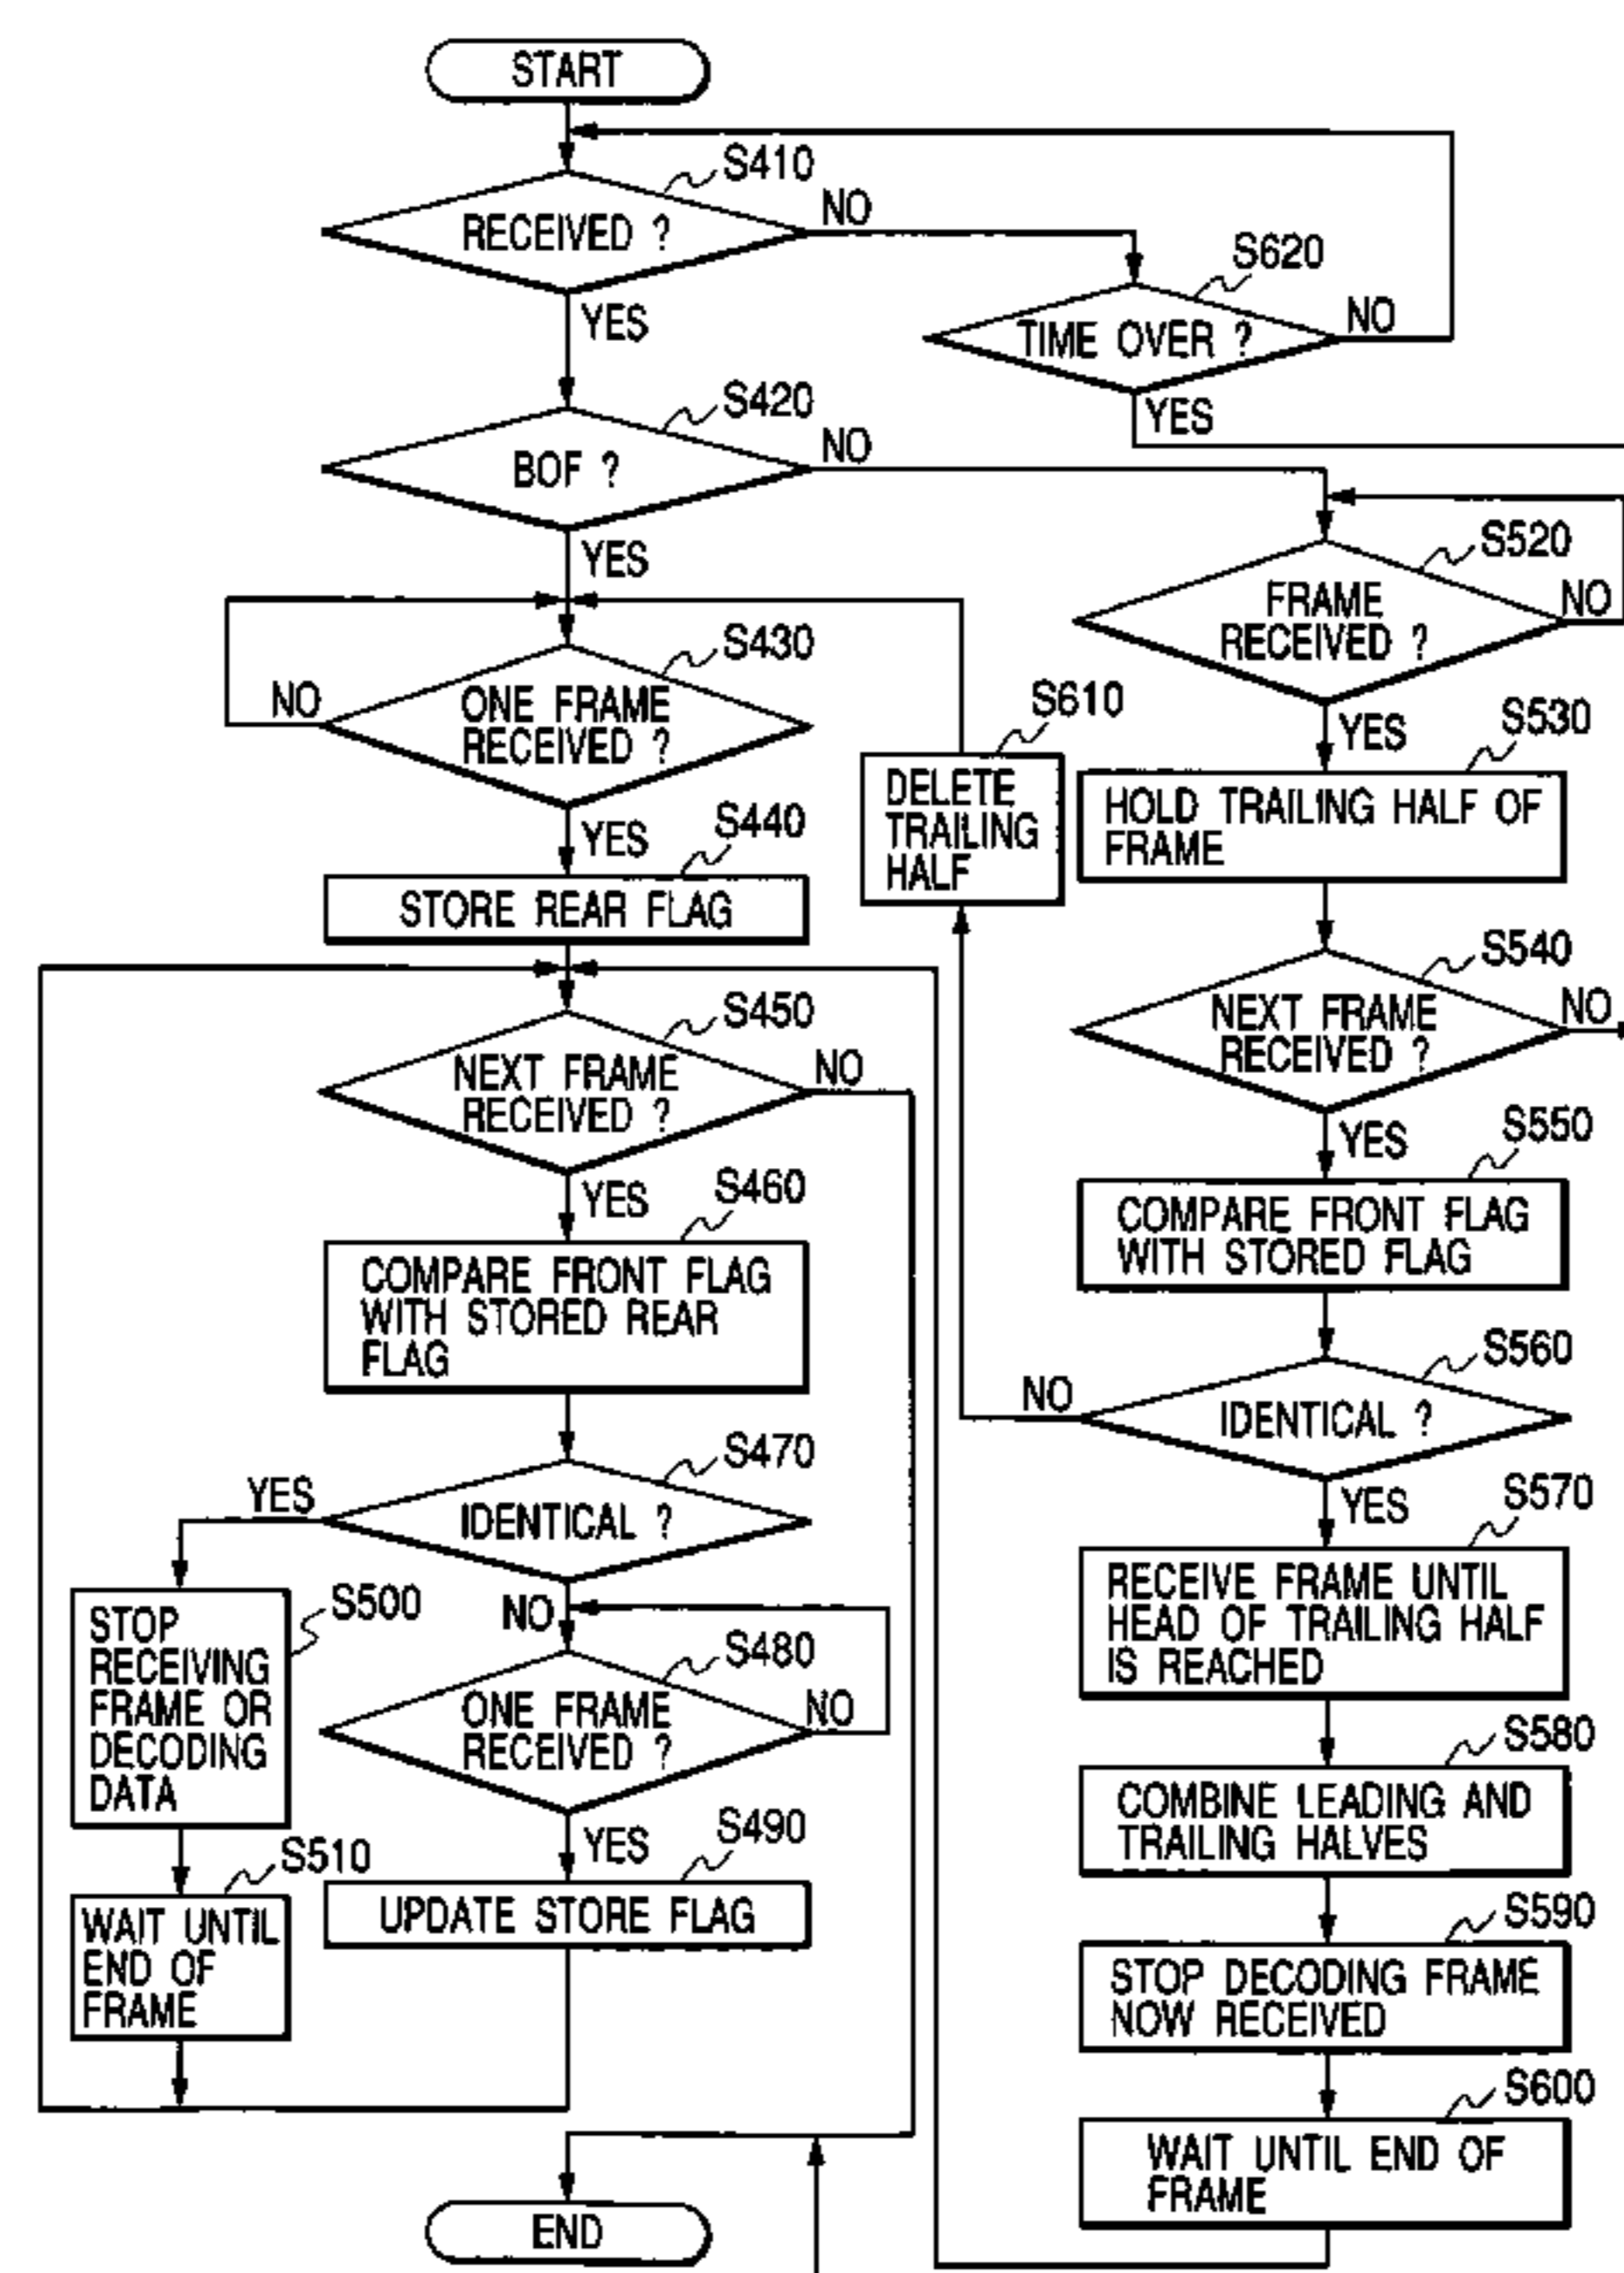 START
S410
RECEIVED ?
NO
YES
S620
TIME OVER ?
NO
YES
S420
BOF ?
NO
YES
S430
ONE FRAME
RECEIVED ?
NO
YES
S440
STORE REAR FLAG
S450
NEXT FRAME
RECEIVED ?
NO
YES
S460
COMPARE FRONT FLAG
WITH STORED REAR
FLAG
S470
IDENTICAL ?
YES
NO
S480
ONE FRAME
RECEIVED ?
NO
YES
S490
UPDATE STORE FLAG
S500
STOP
RECEIVING
FRAME OR
DECODING
DATA
S510
WAIT UNTIL
END OF
FRAME
END
S610
DELETE
TRAILING
HALF
S520
FRAME
RECEIVED ?
NO
YES
S530
HOLD TRAILING HALF OF
FRAME
S540
NEXT FRAME
RECEIVED ?
NO
YES
S550
COMPARE FRONT FLAG
WITH STORED FLAG
S560
IDENTICAL ?
NO
YES
S570
RECEIVE FRAME UNTIL
HEAD OF TRAILING HALF
IS REACHED
S580
COMBINE LEADING AND
TRAILING HALVES
S590
STOP DECODING FRAME
NOW RECEIVED
S600
WAIT UNTIL END OF
FRAME